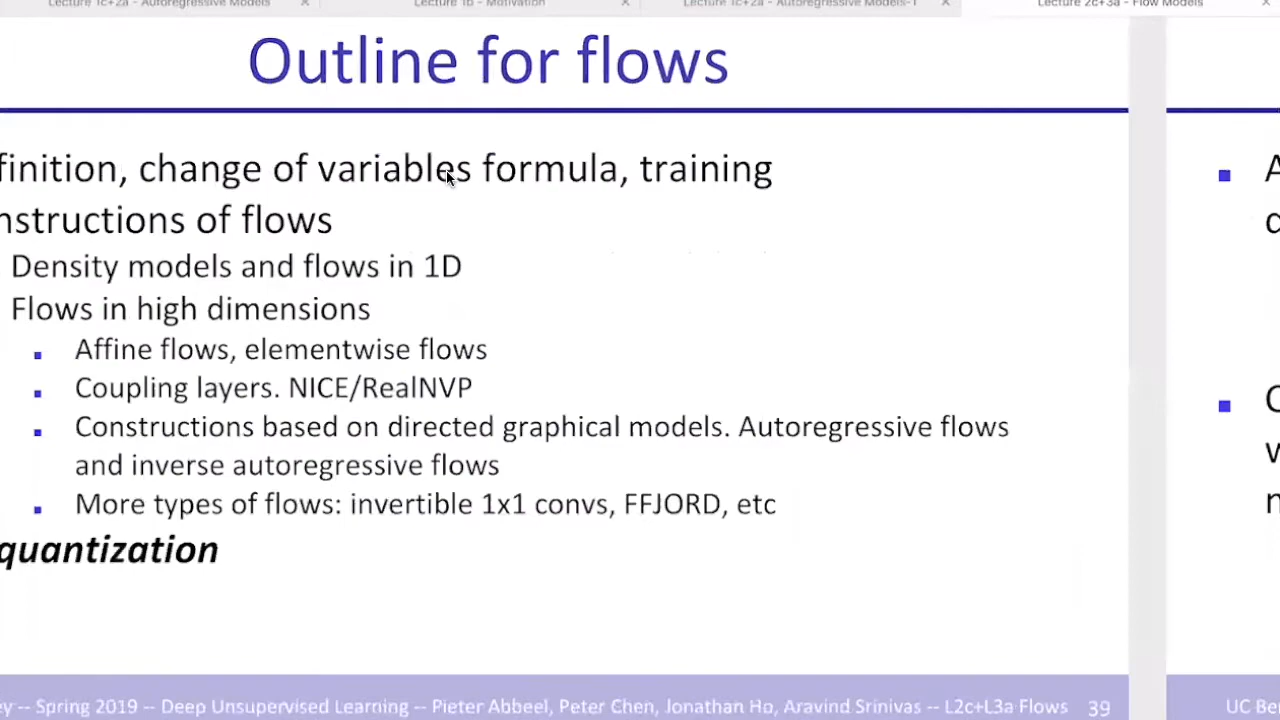 Lecture 1c+2a - Autoregressive Models
Lecture 1b - Motivation
Lecture 1c+2a - Autoregressive Models-1
Lecture 2c+3a - Flow Models
Outline for flows
finition, change of variables formula, training
nstructions of flows
Density models and flows in 1D
Flows in high dimensions
Affine flows, elementwise flows
Coupling layers. NICE/RealNVP
Constructions based on directed graphical models. Autoregressive flows
and inverse autoregressive flows
More types of flows: invertible 1x1 convs, FFJORD, etc
quantization
ey -- Spring 2019 -- Deep Unsupervised Learning -- Pieter Abbeel, Peter Chen, Jonathan Ho, Aravind Srinivas -- L2c+L3a Flows 39
A
UC Be